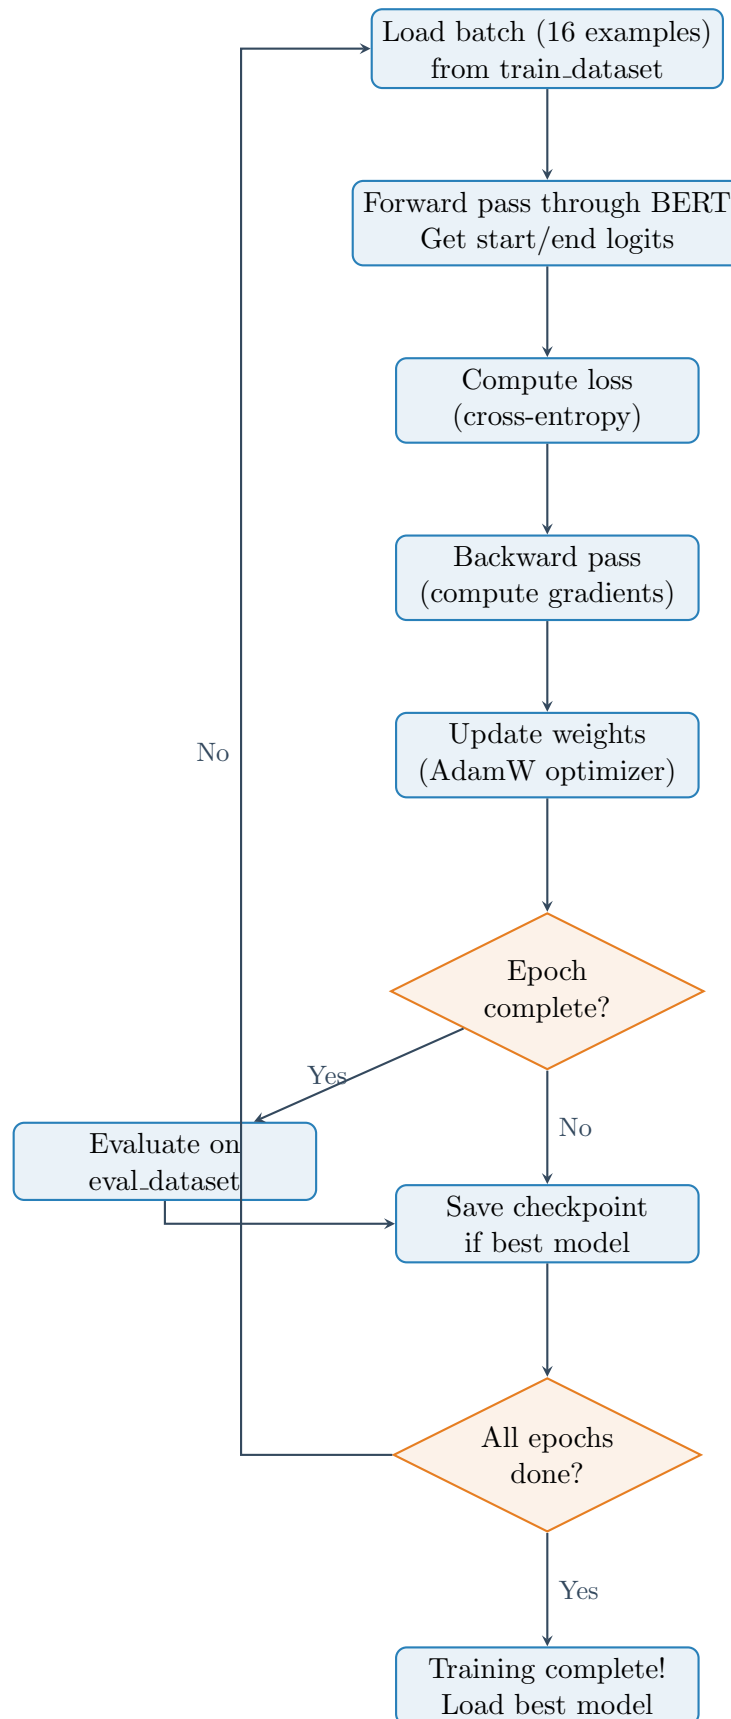 Load batch (16 examples)
from train_dataset
Forward pass through BERT
Get start/end logits
Compute loss
(cross-entropy)
Backward pass
(compute gradients)
Update weights
(AdamW optimizer)
No
Epoch
complete?
Yes
No
Evaluate on
eval_dataset
Save checkpoint
if best model
All epochs
done?
Yes
Training complete!
Load best model